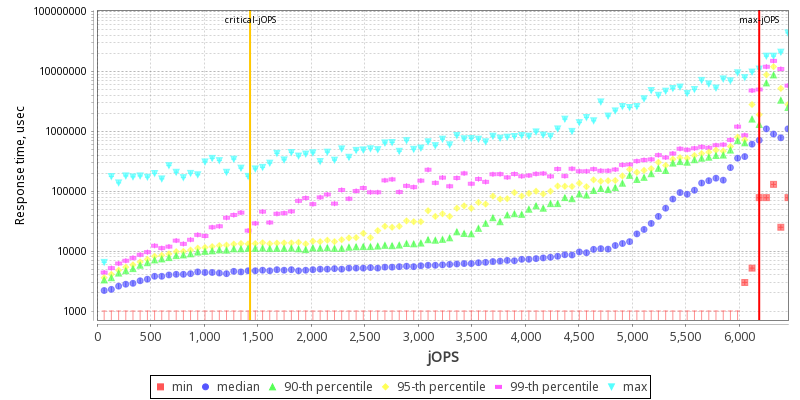 critical-jOPS
max-jOPS
100000000
10000000
1000000
100000
10000
1000
Response time, usec
0
500
1,000
1,500
2,000
2,500
3,000
3,500
4,000
4,500
5,000
5,500
6,000
jOPS
min
median
90-th percentile
95-th percentile
99-th percentile
max